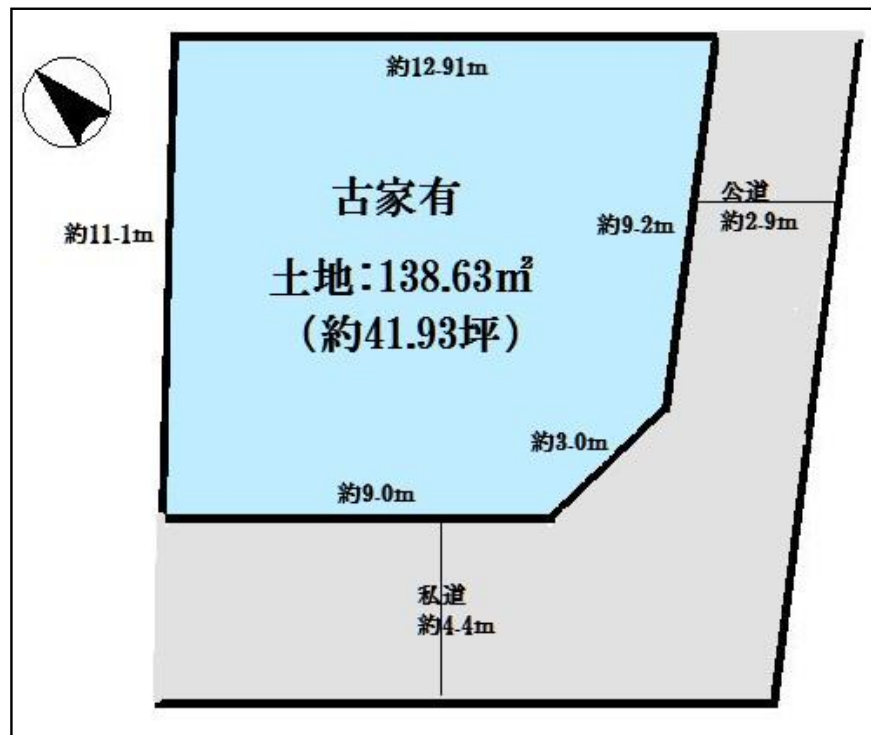 約12.91m
古家有
公道
約2.9m
約9.2m
約11.1m
土地:138.63㎡
(約41.93坪)
約3.0m
約9.0m
私道
約4.4m